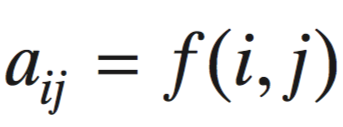 a_{ij} = f(i, j)